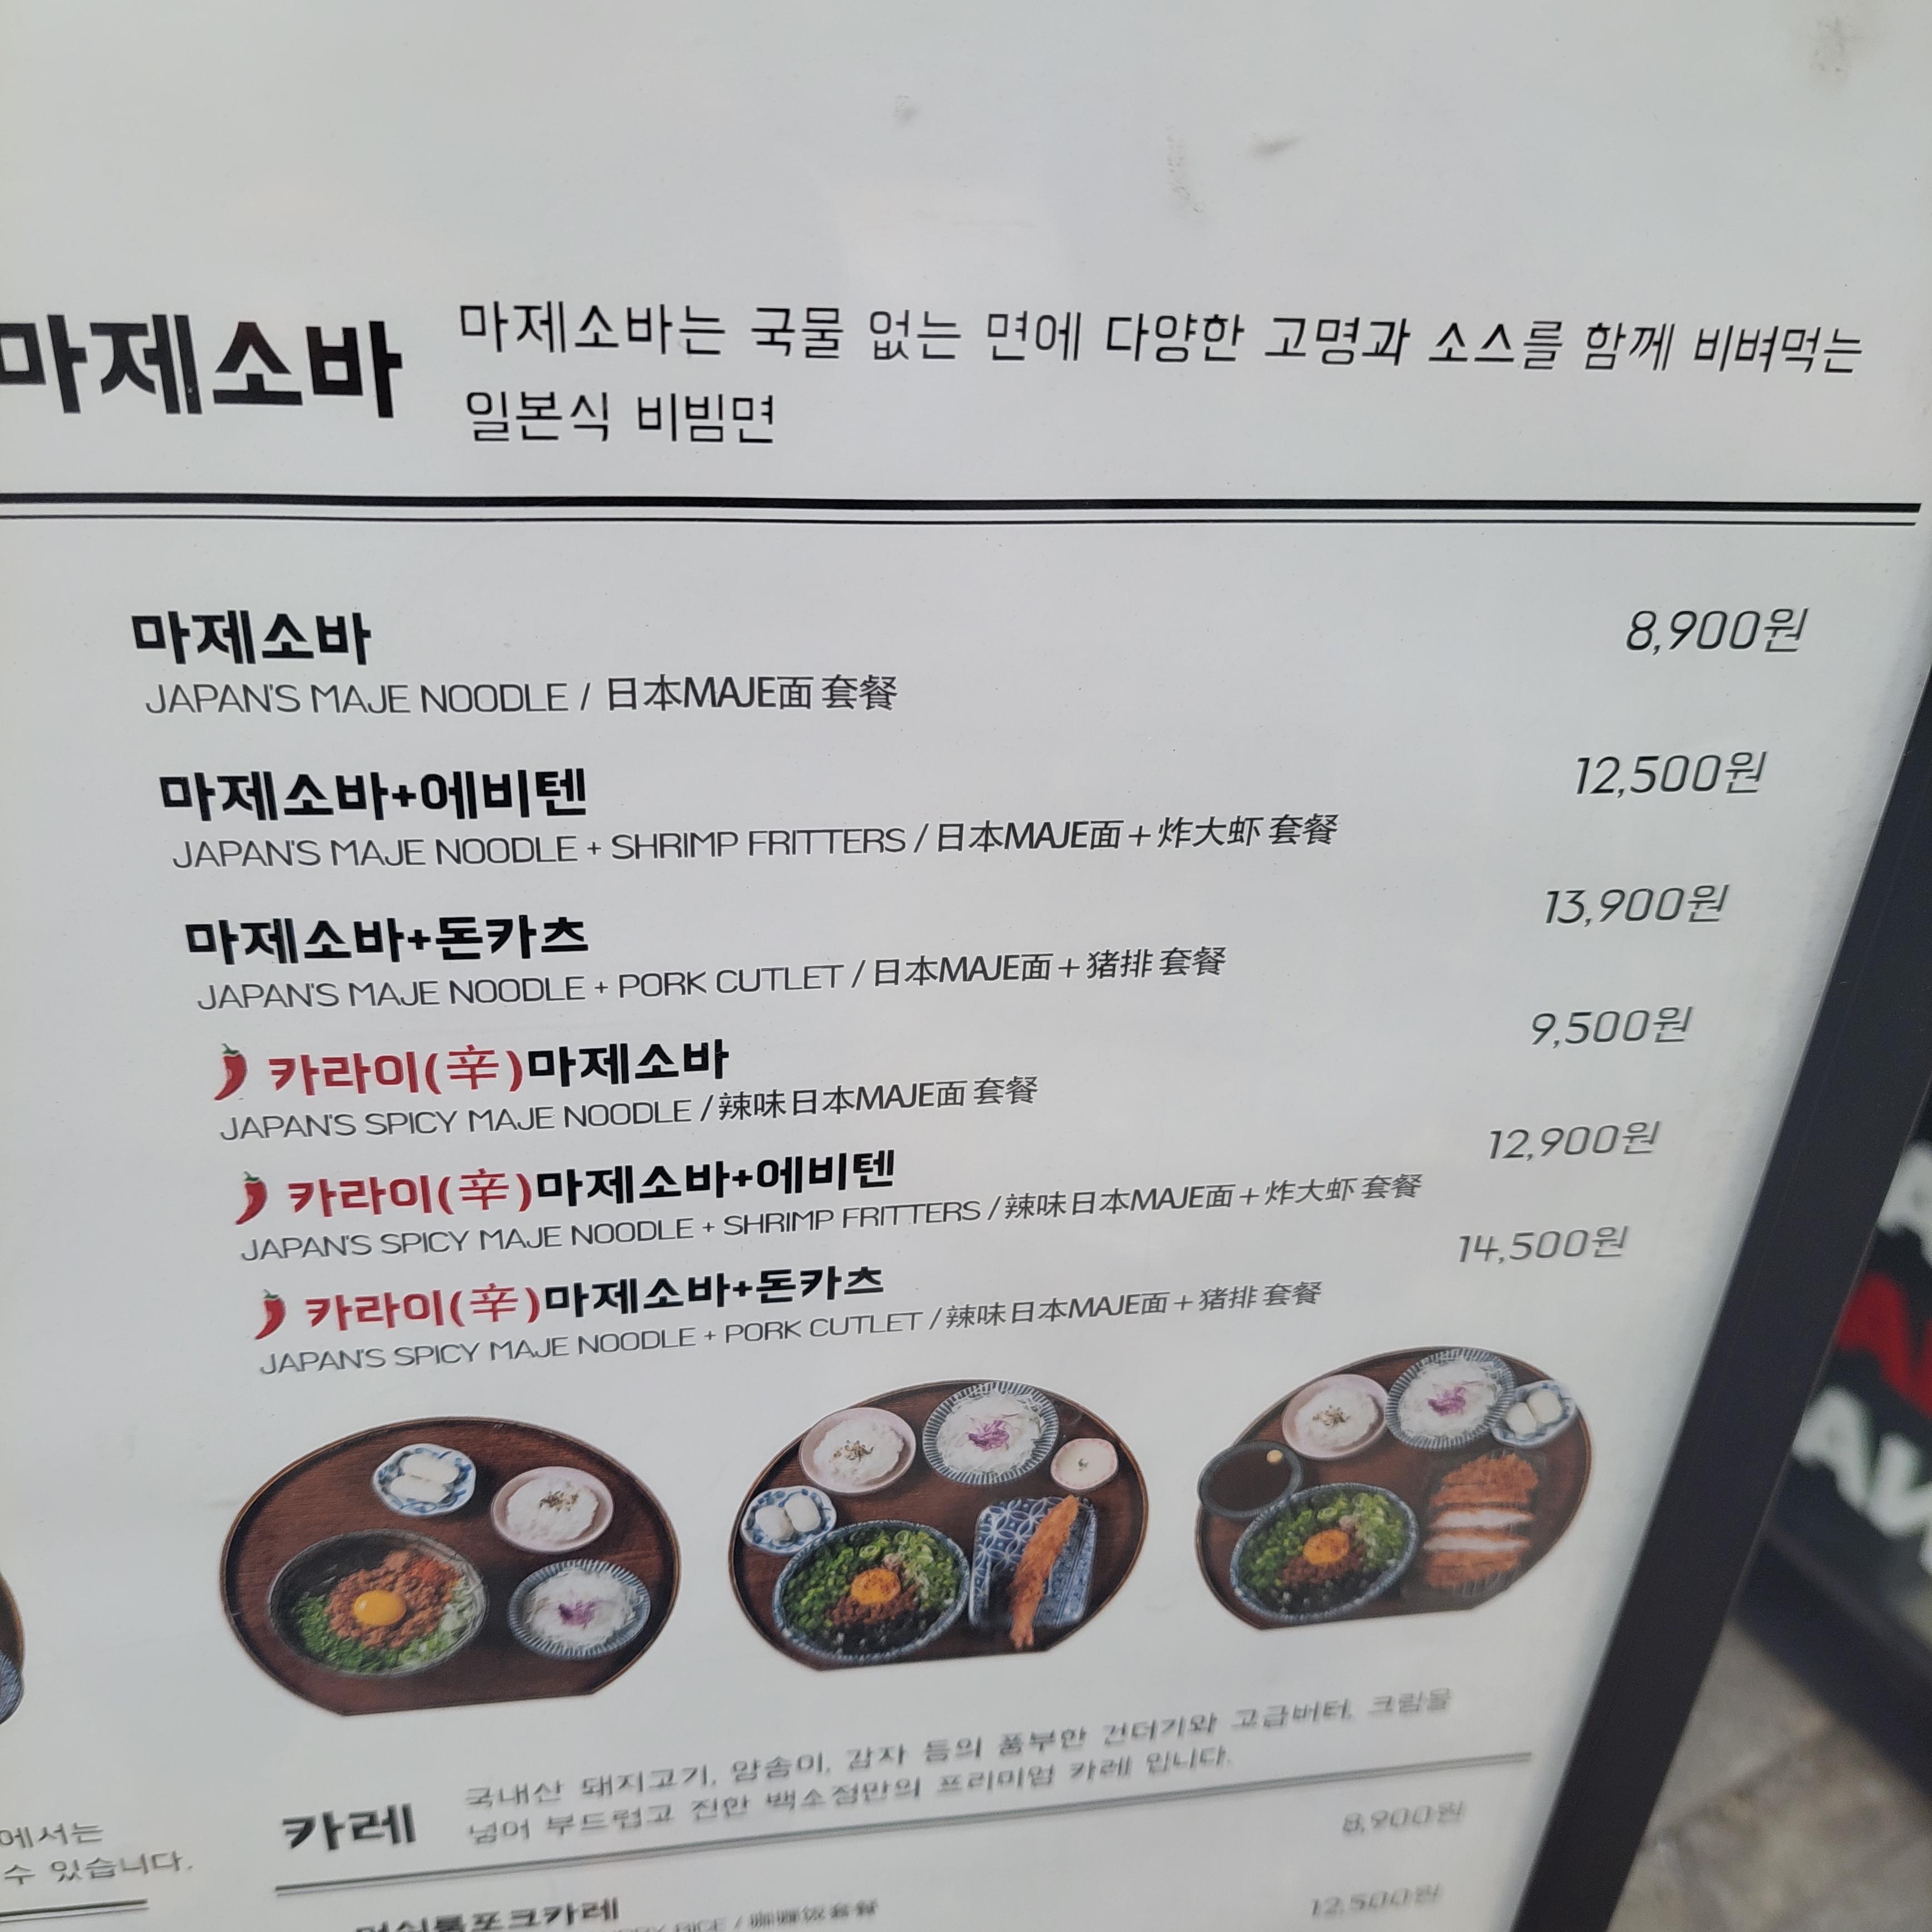 마제소바
마제소바는 국물 없는 면에 다양한 고명과 소스를 함께 비벼먹는
일본식 비빔면
마제소바 8,900원
JAPAN'S MAJE NOODLE / 日本MAJE面 套餐
마제소바+에비텐 12,500원
JAPAN'S MAJE NOODLE + SHRIMP FRITTERS / 日本MAJE面 + 炸大虾 套餐
마제소바+돈카츠 13,900원
JAPAN'S MAJE NOODLE + PORK CUTLET / 日本MAJE面 + 猪排 套餐
카라이(辛)마제소바 9,500원
JAPAN'S SPICY MAJE NOODLE / 辣味日本MAJE面 套餐
카라이(辛)마제소바+에비텐 12,900원
JAPAN'S SPICY MAJE NOODLE + SHRIMP FRITTERS / 辣味日本MAJE面 + 炸大虾 套餐
카라이(辛)마제소바+돈카츠 14,500원
JAPAN'S SPICY MAJE NOODLE + PORK CUTLET / 辣味日本MAJE面 + 猪排 套餐
에서는
수 있습니다.
카레
국내산 돼지고기, 양송이, 감자 등의 풍부한 건더기와 고급버터, 크림을
넣어 부드럽고 진한 백소정만의 프리미엄 카레 입니다.
8,900원
머쉬룸포크카레
RICE / 咖喱饭套餐
12,500원